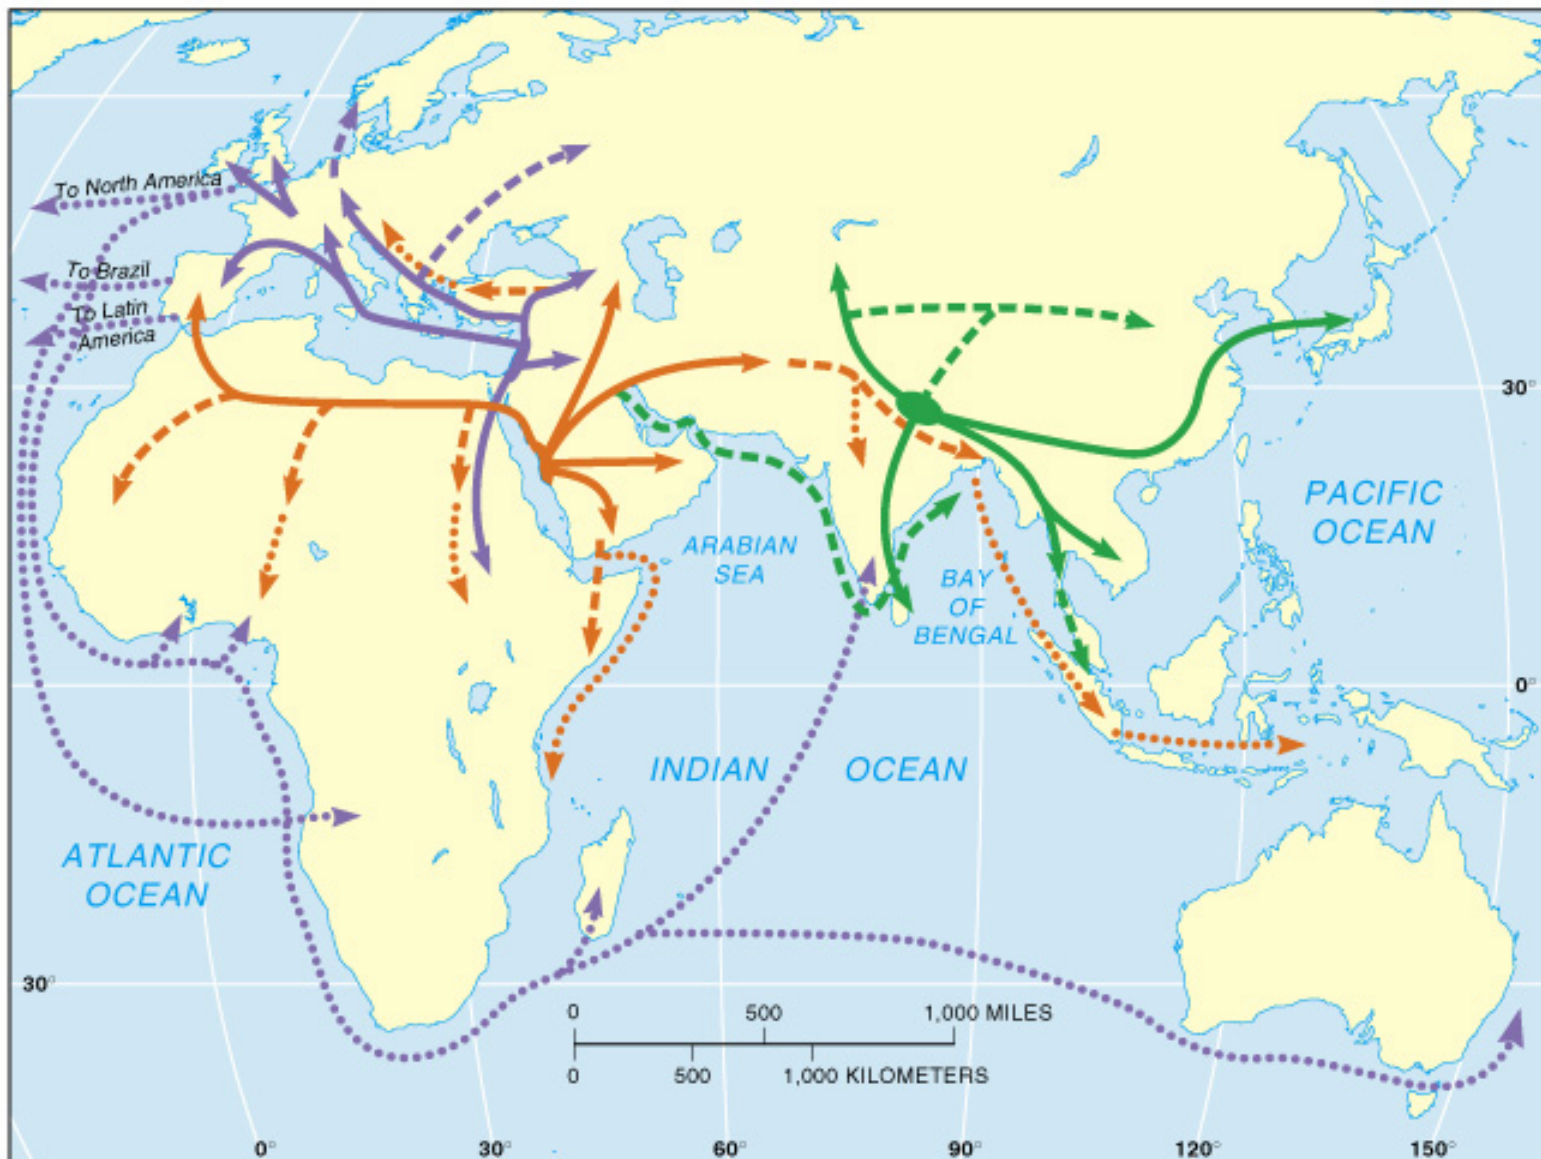 To North America
To Brazil
To Latin
America
30°
PACIFIC
OCEAN
ARABIAN
SEA
BAY
OF
BENGAL
0°
INDIAN OCEAN
ATLANTIC
OCEAN
30°
0 500 1,000 MILES
0 500 1,000 KILOMETERS
0° 30° 60° 90° 120° 150°